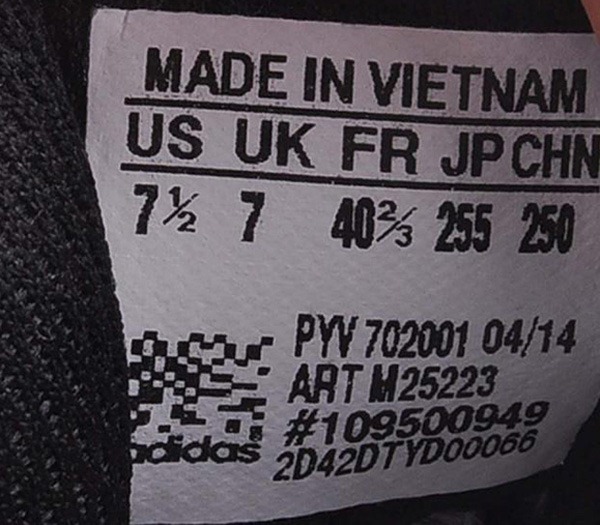 MADE IN VIETNAM
US UK FR JP CHN
7½ 7 40⅔ 255 250
PYV 702001 04/14
ART M25223
#109500949
adidas 2D42DTYD00066